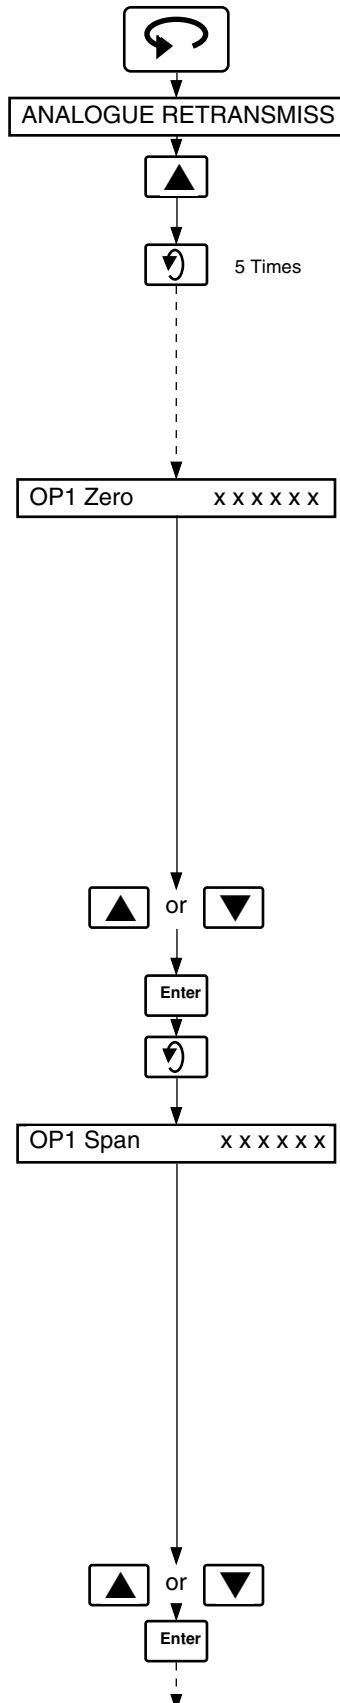 ANALOGUE RETRANSMISS
5 Times
OP1 Zero x x x x x x
or
Enter
OP1 Span x x x x x x
or
Enter